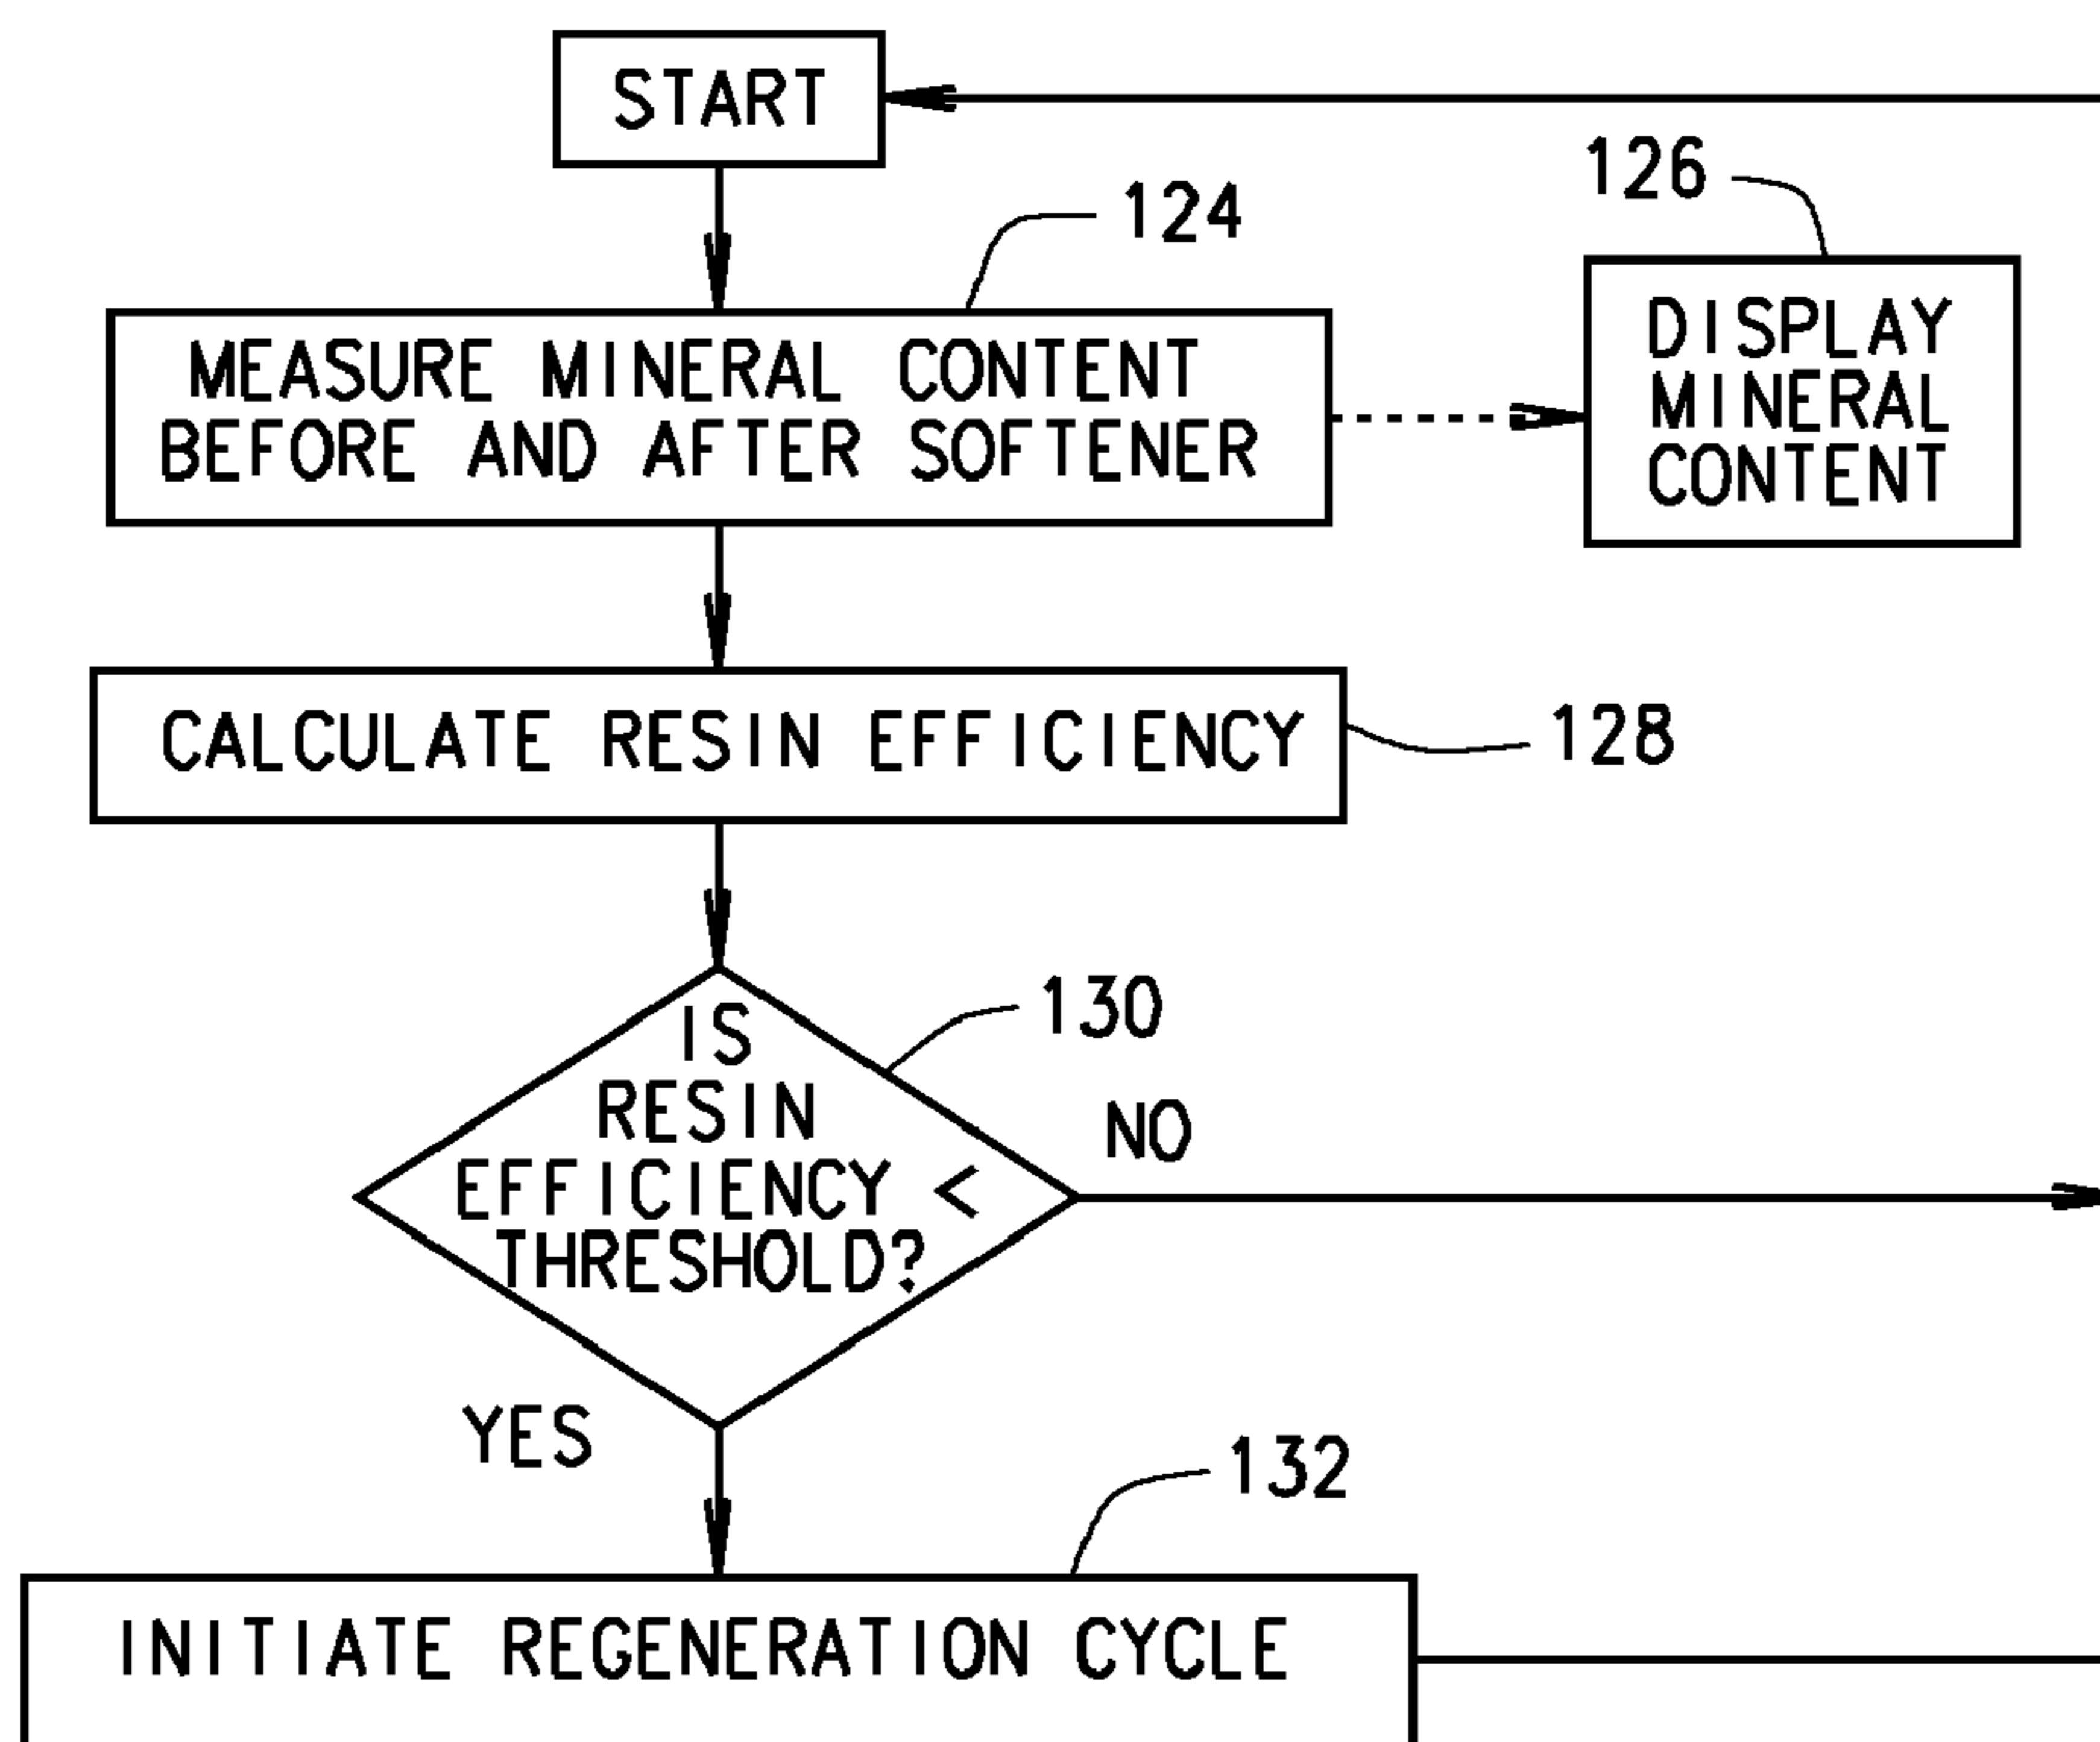 START
124
126
MEASURE MINERAL CONTENT
BEFORE AND AFTER SOFTENER
DISPLAY
MINERAL
CONTENT
CALCULATE RESIN EFFICIENCY
128
130
IS
RESIN
EFFICIENCY <
THRESHOLD?
NO
YES
132
INITIATE REGENERATION CYCLE